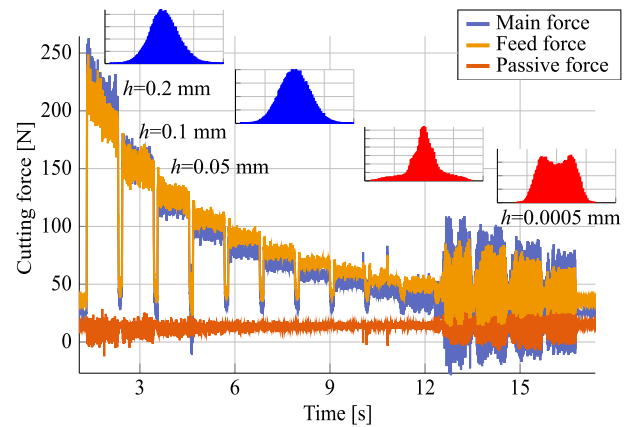 Main force
Feed force
Passive force
h=0.2 mm
h=0.1 mm
h=0.05 mm
h=0.0005 mm
Cutting force [N]
250
200
150
100
50
0
3
6
9
12
15
Time [s]